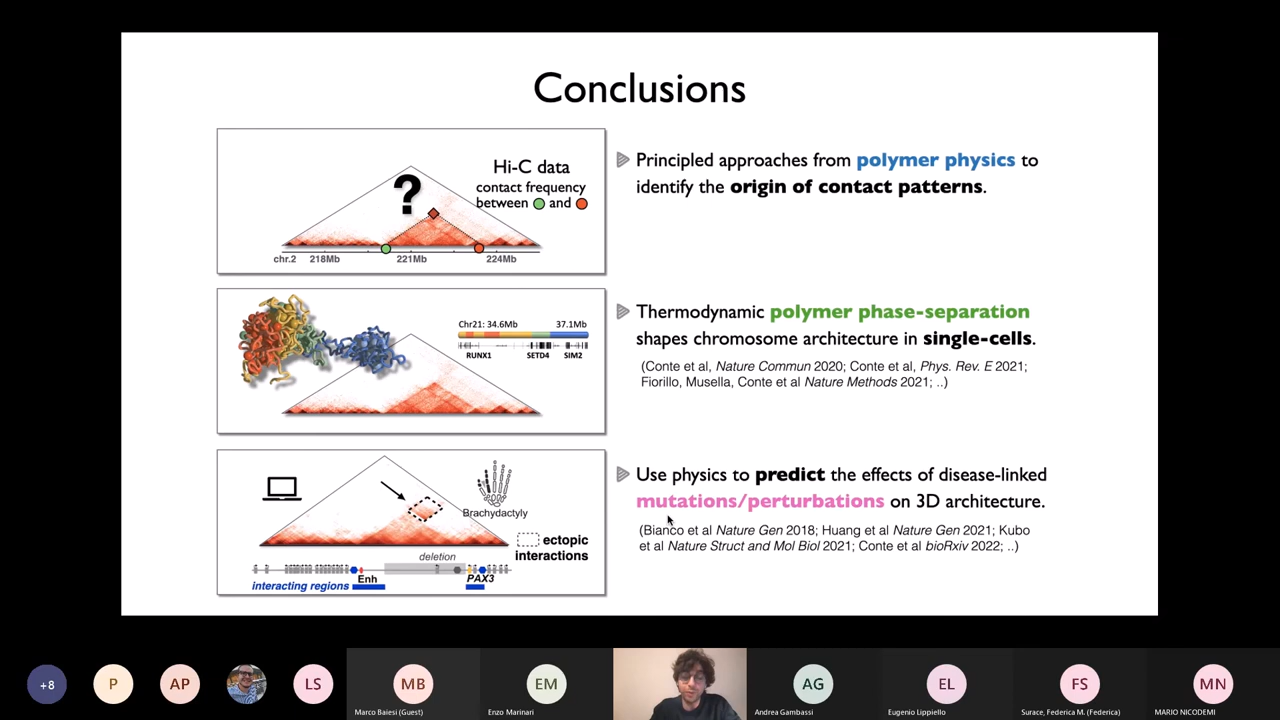 Conclusions
?
Hi-C data
contact frequency
between and
chr.2 218Mb 221Mb 224Mb
Principled approaches from polymer physics to
identify the origin of contact patterns.
Chr21: 34.6Mb 37.1Mb
RUNX1 SETD4 SIM2
Thermodynamic polymer phase-separation
shapes chromosome architecture in single-cells.
(Conte et al, Nature Commun 2020; Conte et al, Phys. Rev. E 2021;
Fiorillo, Musella, Conte et al Nature Methods 2021; ..)
Brachydactyly
ectopic
interactions
deletion
Enh PAX3
interacting regions
Use physics to predict the effects of disease-linked
mutations/perturbations on 3D architecture.
(Bianco et al Nature Gen 2018; Huang et al Nature Gen 2021; Kubo
et al Nature Struct and Mol Biol 2021; Conte et al bioRxiv 2022; ..)
+8 P AP LS MB EM AG EL FS MN
Marco Baiesi (Guest) Enzo Marinari Andrea Gambassi Eugenio Lippiello Surace, Federica M. (Federica) MARIO NICODEMI